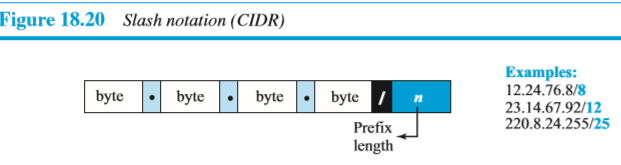 Figure 18.20 Slash notation (CIDR)
byte • byte • byte • byte / n
Prefix
length
Examples:
12.24.76.8/8
23.14.67.92/12
220.8.24.255/25